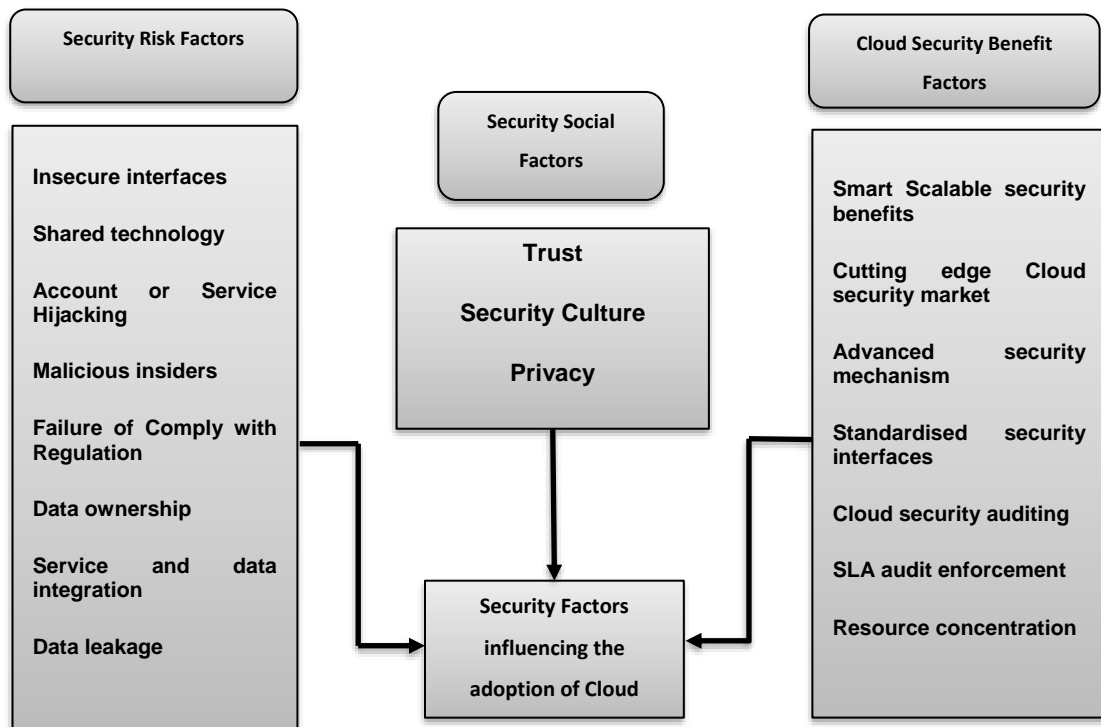 Security Risk Factors
Insecure interfaces
Shared technology
Account or Service
Hijacking
Malicious insiders
Failure of Comply with
Regulation
Data ownership
Service and data
integration
Data leakage
Security Social
Factors
Trust
Security Culture
Privacy
Security Factors
influencing the
adoption of Cloud
Cloud Security Benefit
Factors
Smart Scalable security
benefits
Cutting edge Cloud
security market
Advanced security
mechanism
Standardised security
interfaces
Cloud security auditing
SLA audit enforcement
Resource concentration